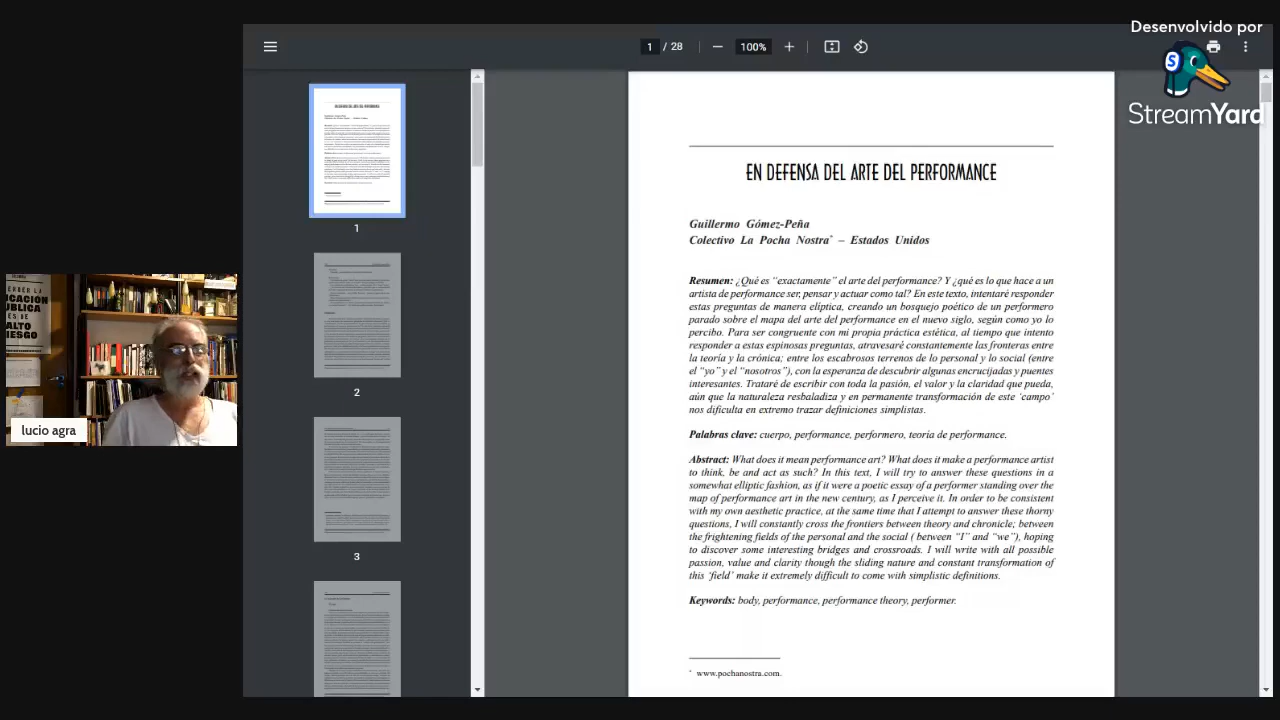 Desenvolvido por
StreamYard
1 / 28
100%
1
2
3
EN DEFENSA DEL ARTE DEL PERFORMANCE
Guillermo Gómez-Peña
Colectivo La Pocha Nostra* – Estados Unidos
Resumen: ¿Qué es “exactamente” el arte del performance? Y ¿qué es lo que hace a un
artista de performance ser, pensar y actuar como tal? En este texto, intentaré responder
estas preguntas de manera elíptica, creando un bosquejo poético de un performero
parado sobre el mapa del arte del performance en el nuevo siglo, según como yo lo
percibo. Para ser congruente con mi propia práctica estética, al tiempo que intento
responder a estas espinosas preguntas, atravesaré constantemente las fronteras entre
la teoría y la crónica; entre los escabrosos terrenos de lo personal y lo social (entre
el “yo” y el “nosotros”), con la esperanza de descubrir algunas encrucijadas y puentes
interesantes. Trataré de escribir con toda la pasión, el valor y la claridad que pueda,
aún que la naturaleza resbaladiza y en permanente transformación de este ‘campo’
nos dificulta en extremo trazar definiciones simplistas.
Palabras clave: cuerpo, performance, performero, teoría de performance.
Abstract: What does it mean performance art? What does it make a performance artist
to think, be and act as such? In this text, I will try to answer these questions in a
somewhat elliptic fashion, as if it were a poetic essay of a performer standing over the
map of performance art in the new century, as I perceive it. In order to be consistent
with my own aesthetic practice, at the same time that I attempt to answer these thorny
questions, I will constantly cross the frontiers between theory and chronicle; between
the frightening fields of the personal and the social ( between “I” and “we”), hoping
to discover some interesting bridges and crossroads. I will write with all possible
passion, value and clarity though the sliding nature and constant transformation of
this ‘field’ make it extremely difficult to come with simplistic definitions.
Keywords: body, performance, performance theory, performer.
* www.pochanostra.com.
ALTO
lucio agra